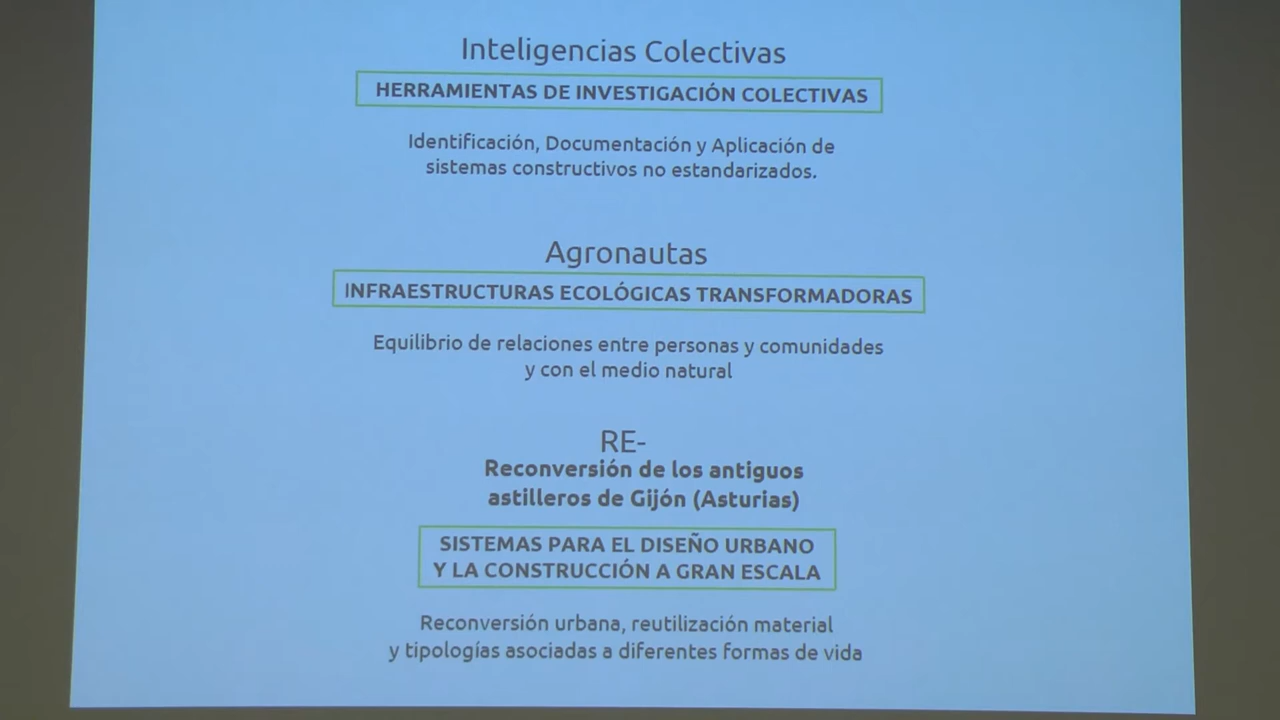 Inteligencias Colectivas
HERRAMIENTAS DE INVESTIGACIÓN COLECTIVAS
Identificación, Documentación y Aplicación de
sistemas constructivos no estandarizados.
Agronautas
INFRAESTRUCTURAS ECOLÓGICAS TRANSFORMADORAS
Equilibrio de relaciones entre personas y comunidades
y con el medio natural
RE-
Reconversión de los antiguos
astilleros de Gijón (Asturias)
SISTEMAS PARA EL DISEÑO URBANO
Y LA CONSTRUCCIÓN A GRAN ESCALA
Reconversión urbana, reutilización material
y tipologías asociadas a diferentes formas de vida